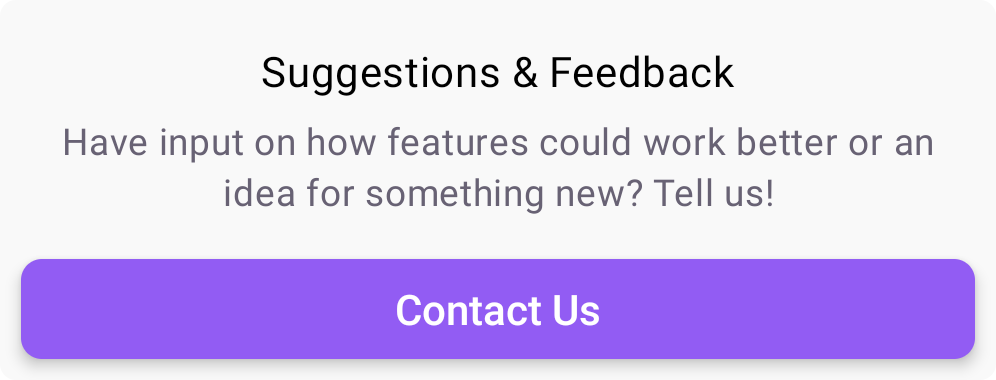 Suggestions & Feedback
Have input on how features could work better or an
idea for something new? Tell us!
Contact Us